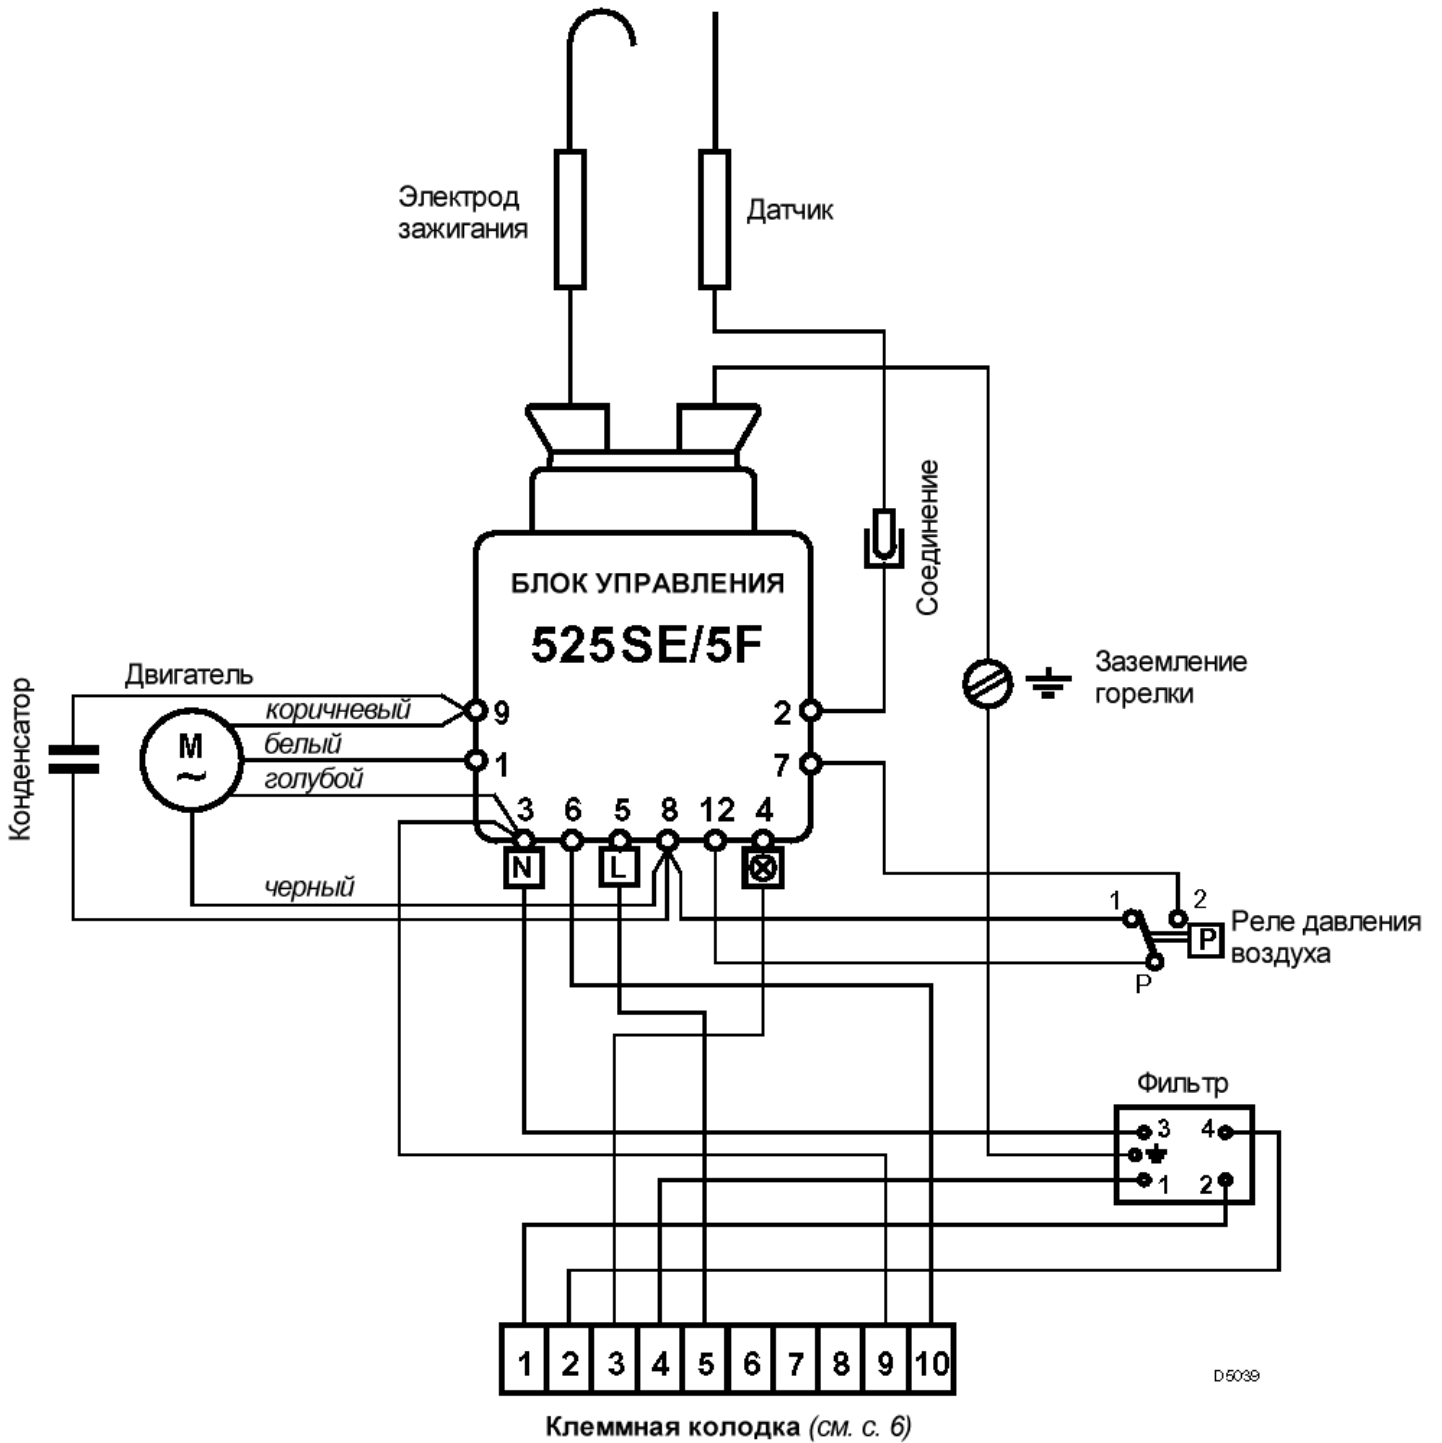 Электрод
зажигания
Датчик
Соединение
БЛОК УПРАВЛЕНИЯ
525SE/5F
Заземление
горелки
Двигатель
Конденсатор
коричневый
белый
голубой
черный
M
~
9
1
2
7
3 6 5 8 12 4
N L
1 2
P
P
Реле давления
воздуха
Фильтр
3 4
1 2
1 2 3 4 5 6 7 8 9 10
D5039
Клеммная колодка (см. с. 6)